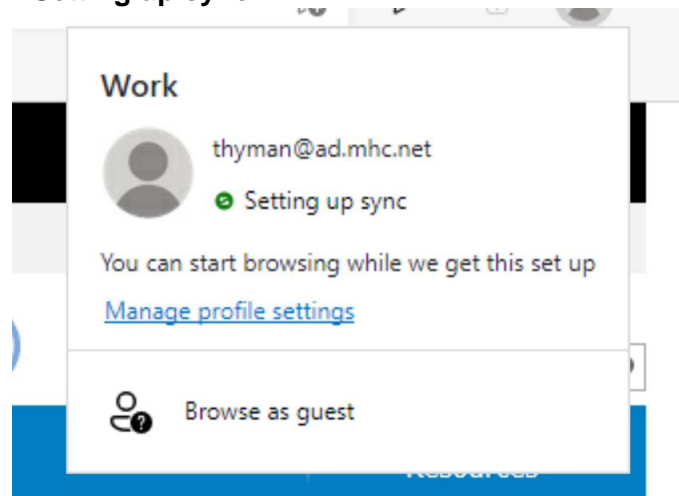 Work
thyman@ad.mhc.net
Setting up sync
You can start browsing while we get this set up
Manage profile settings
Browse as guest